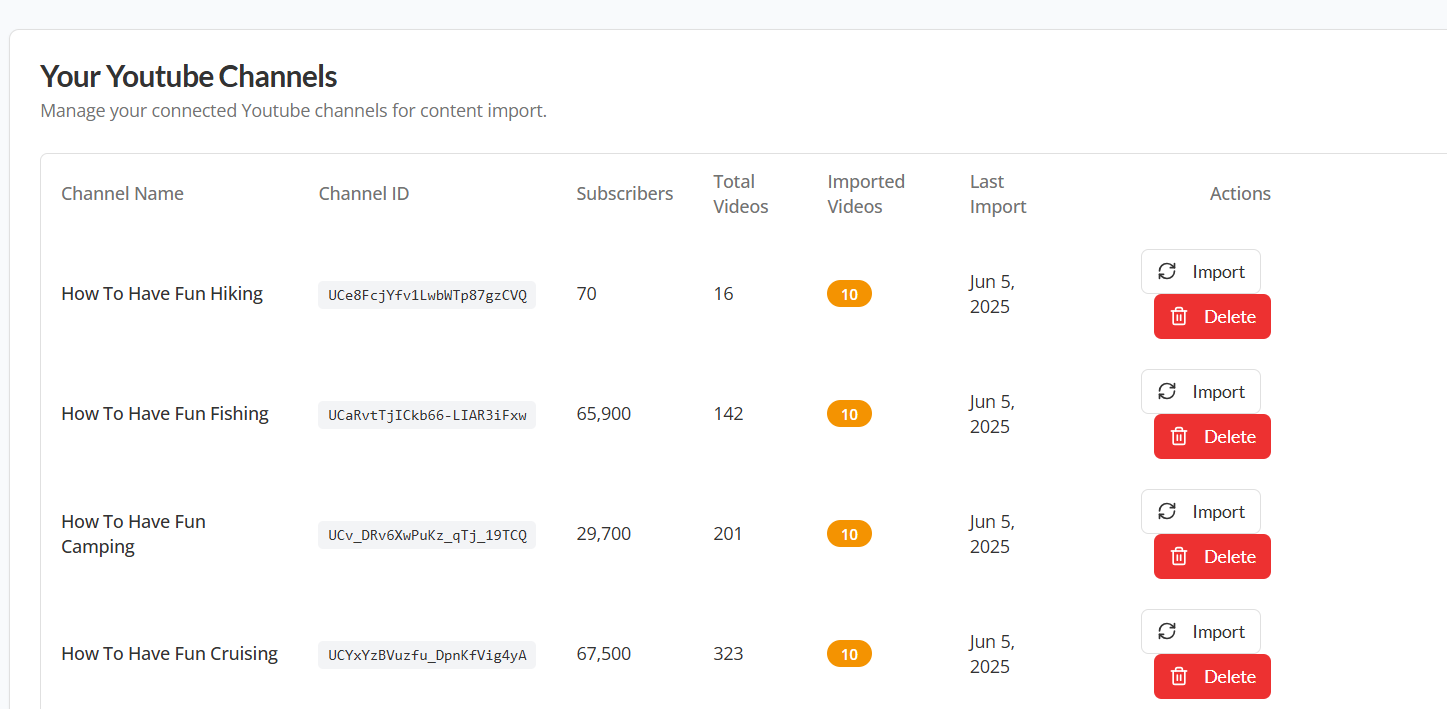 Your Youtube Channels
Manage your connected Youtube channels for content import.
Channel Name Channel ID Subscribers Total Videos Imported Videos Last Import Actions
How To Have Fun Hiking UCe8FcjYfv1LwbWTp87gzCVQ 70 16 10 Jun 5, 2025 Import Delete
How To Have Fun Fishing UCaRvtTjICkb66-LIAR3iFxw 65,900 142 10 Jun 5, 2025 Import Delete
How To Have Fun Camping UCv_DRv6XwPuKz_qTj_19TCQ 29,700 201 10 Jun 5, 2025 Import Delete
How To Have Fun Cruising UCYxYzBVuzfu_DpnKfVig4yA 67,500 323 10 Jun 5, 2025 Import Delete